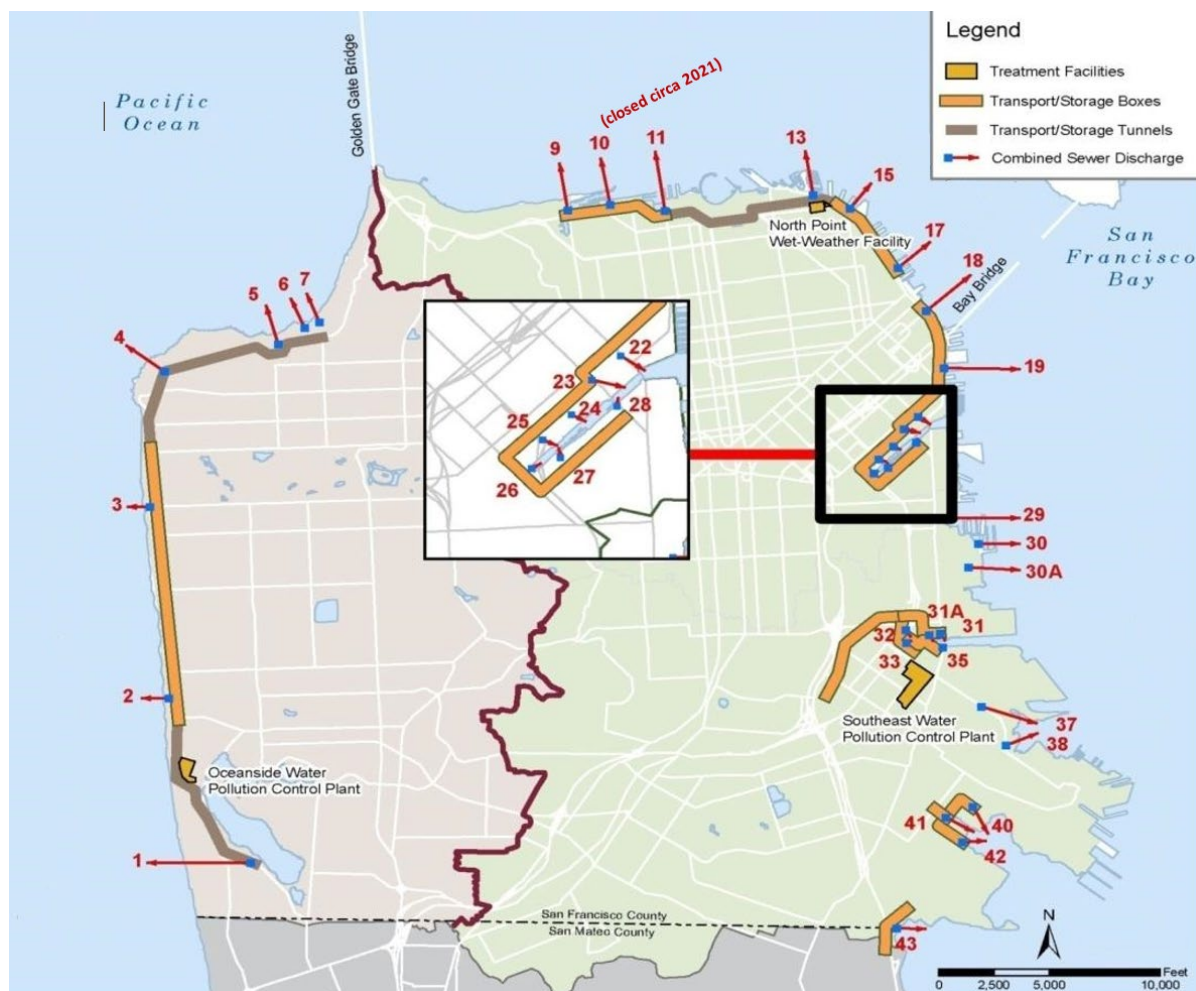 Legend
Treatment Facilities
Transport/Storage Boxes
Transport/Storage Tunnels
Combined Sewer Discharge
Pacific
Ocean
Golden Gate Bridge
(closed circa 2021)
9
10
11
13
15
North Point
Wet-Weather Facility
17
18
Bay Bridge
San
Francisco
Bay
7
6
5
4
19
22
23
24
28
25
27
26
3
29
30
30A
31A
31
32
33
35
2
Southeast Water
Pollution Control Plant
37
38
Oceanside Water
Pollution Control Plant
41
40
42
1
San Francisco County
San Mateo County
43
N
Feet
0
2,500
5,000
10,000